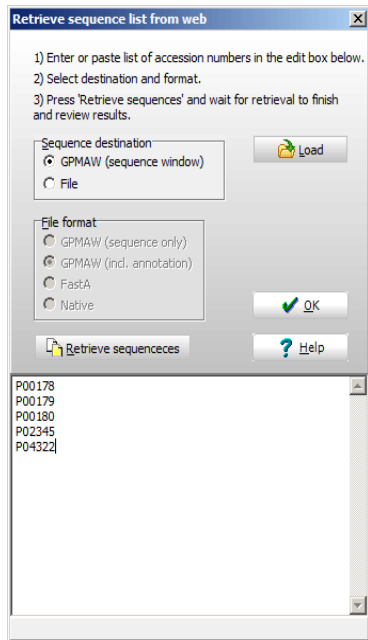 Retrieve sequence list from web
1) Enter or paste list of accession numbers in the edit box below.
2) Select destination and format.
3) Press 'Retrieve sequences' and wait for retrieval to finish
and review results.
Sequence destination
GPMAW (sequence window)
File
Load
File format
GPMAW (sequence only)
GPMAW (incl. annotation)
FastA
Native
OK
Retrieve sequenceces
Help
P00178
P00179
P00180
P02345
P04322